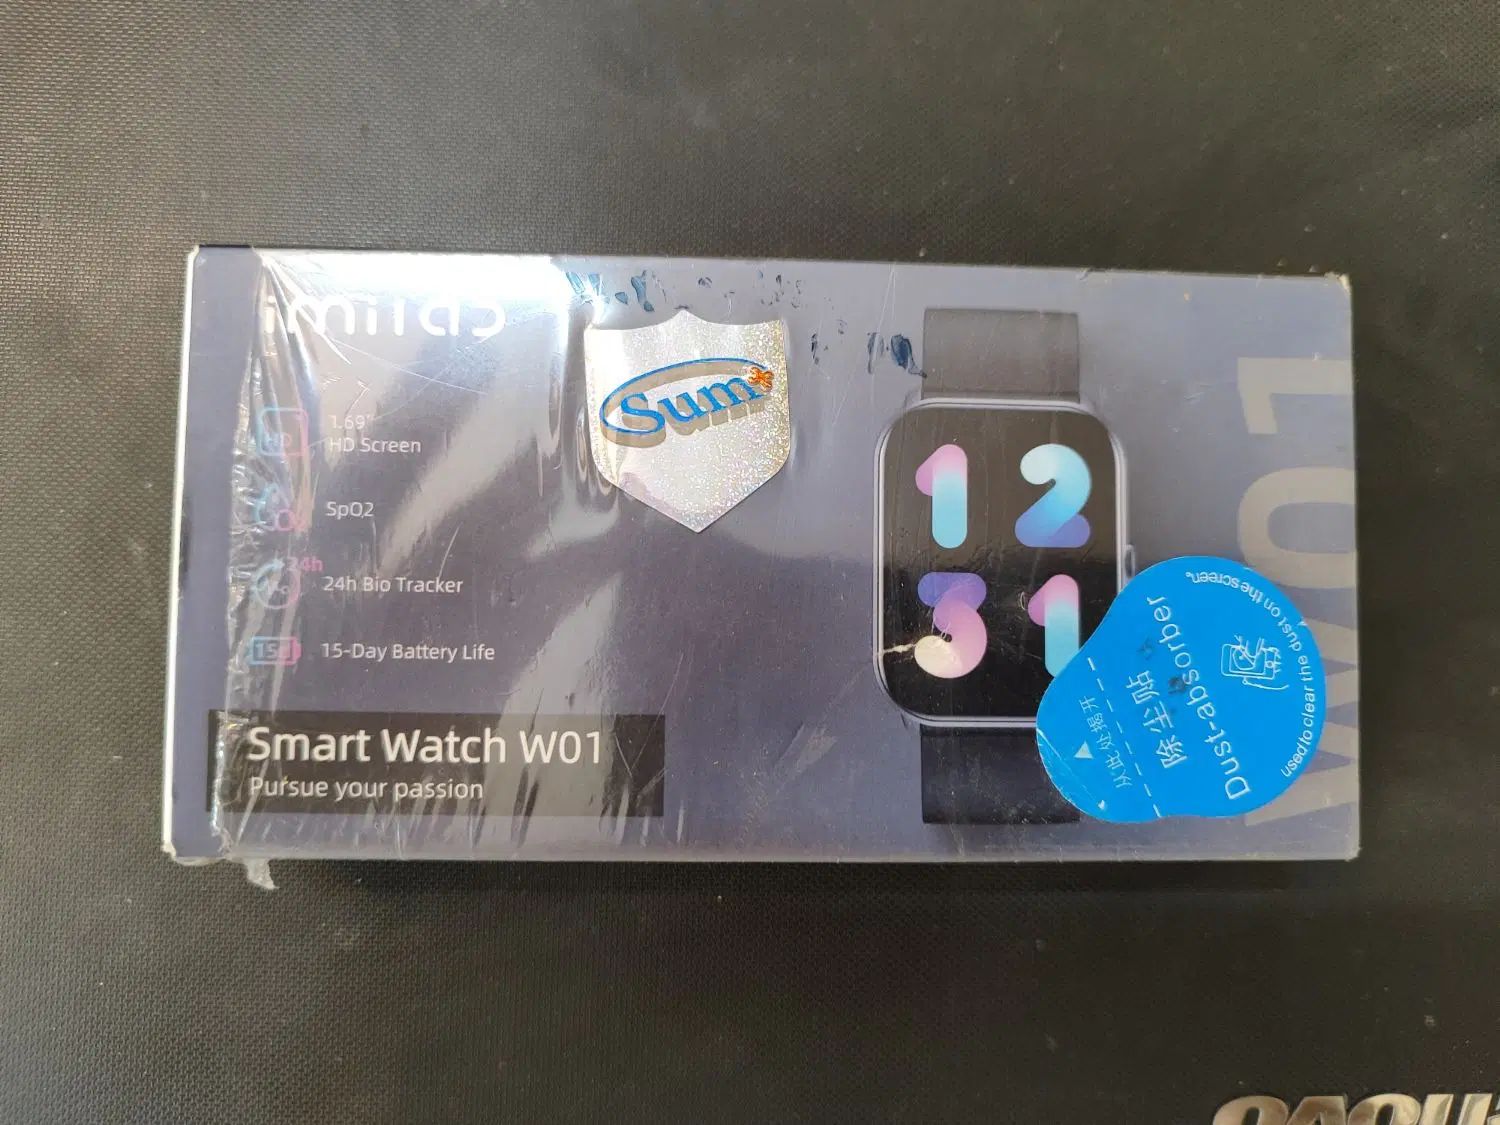 imilab
Sum
1.69"
HD Screen
HD
SpO2
24h
24h Bio Tracker
15d
15-Day Battery Life
Smart Watch W01
Pursue your passion
12
31
W01
从此处揭开
除尘贴
Dust-absorber
used to clear the dust on the screen.